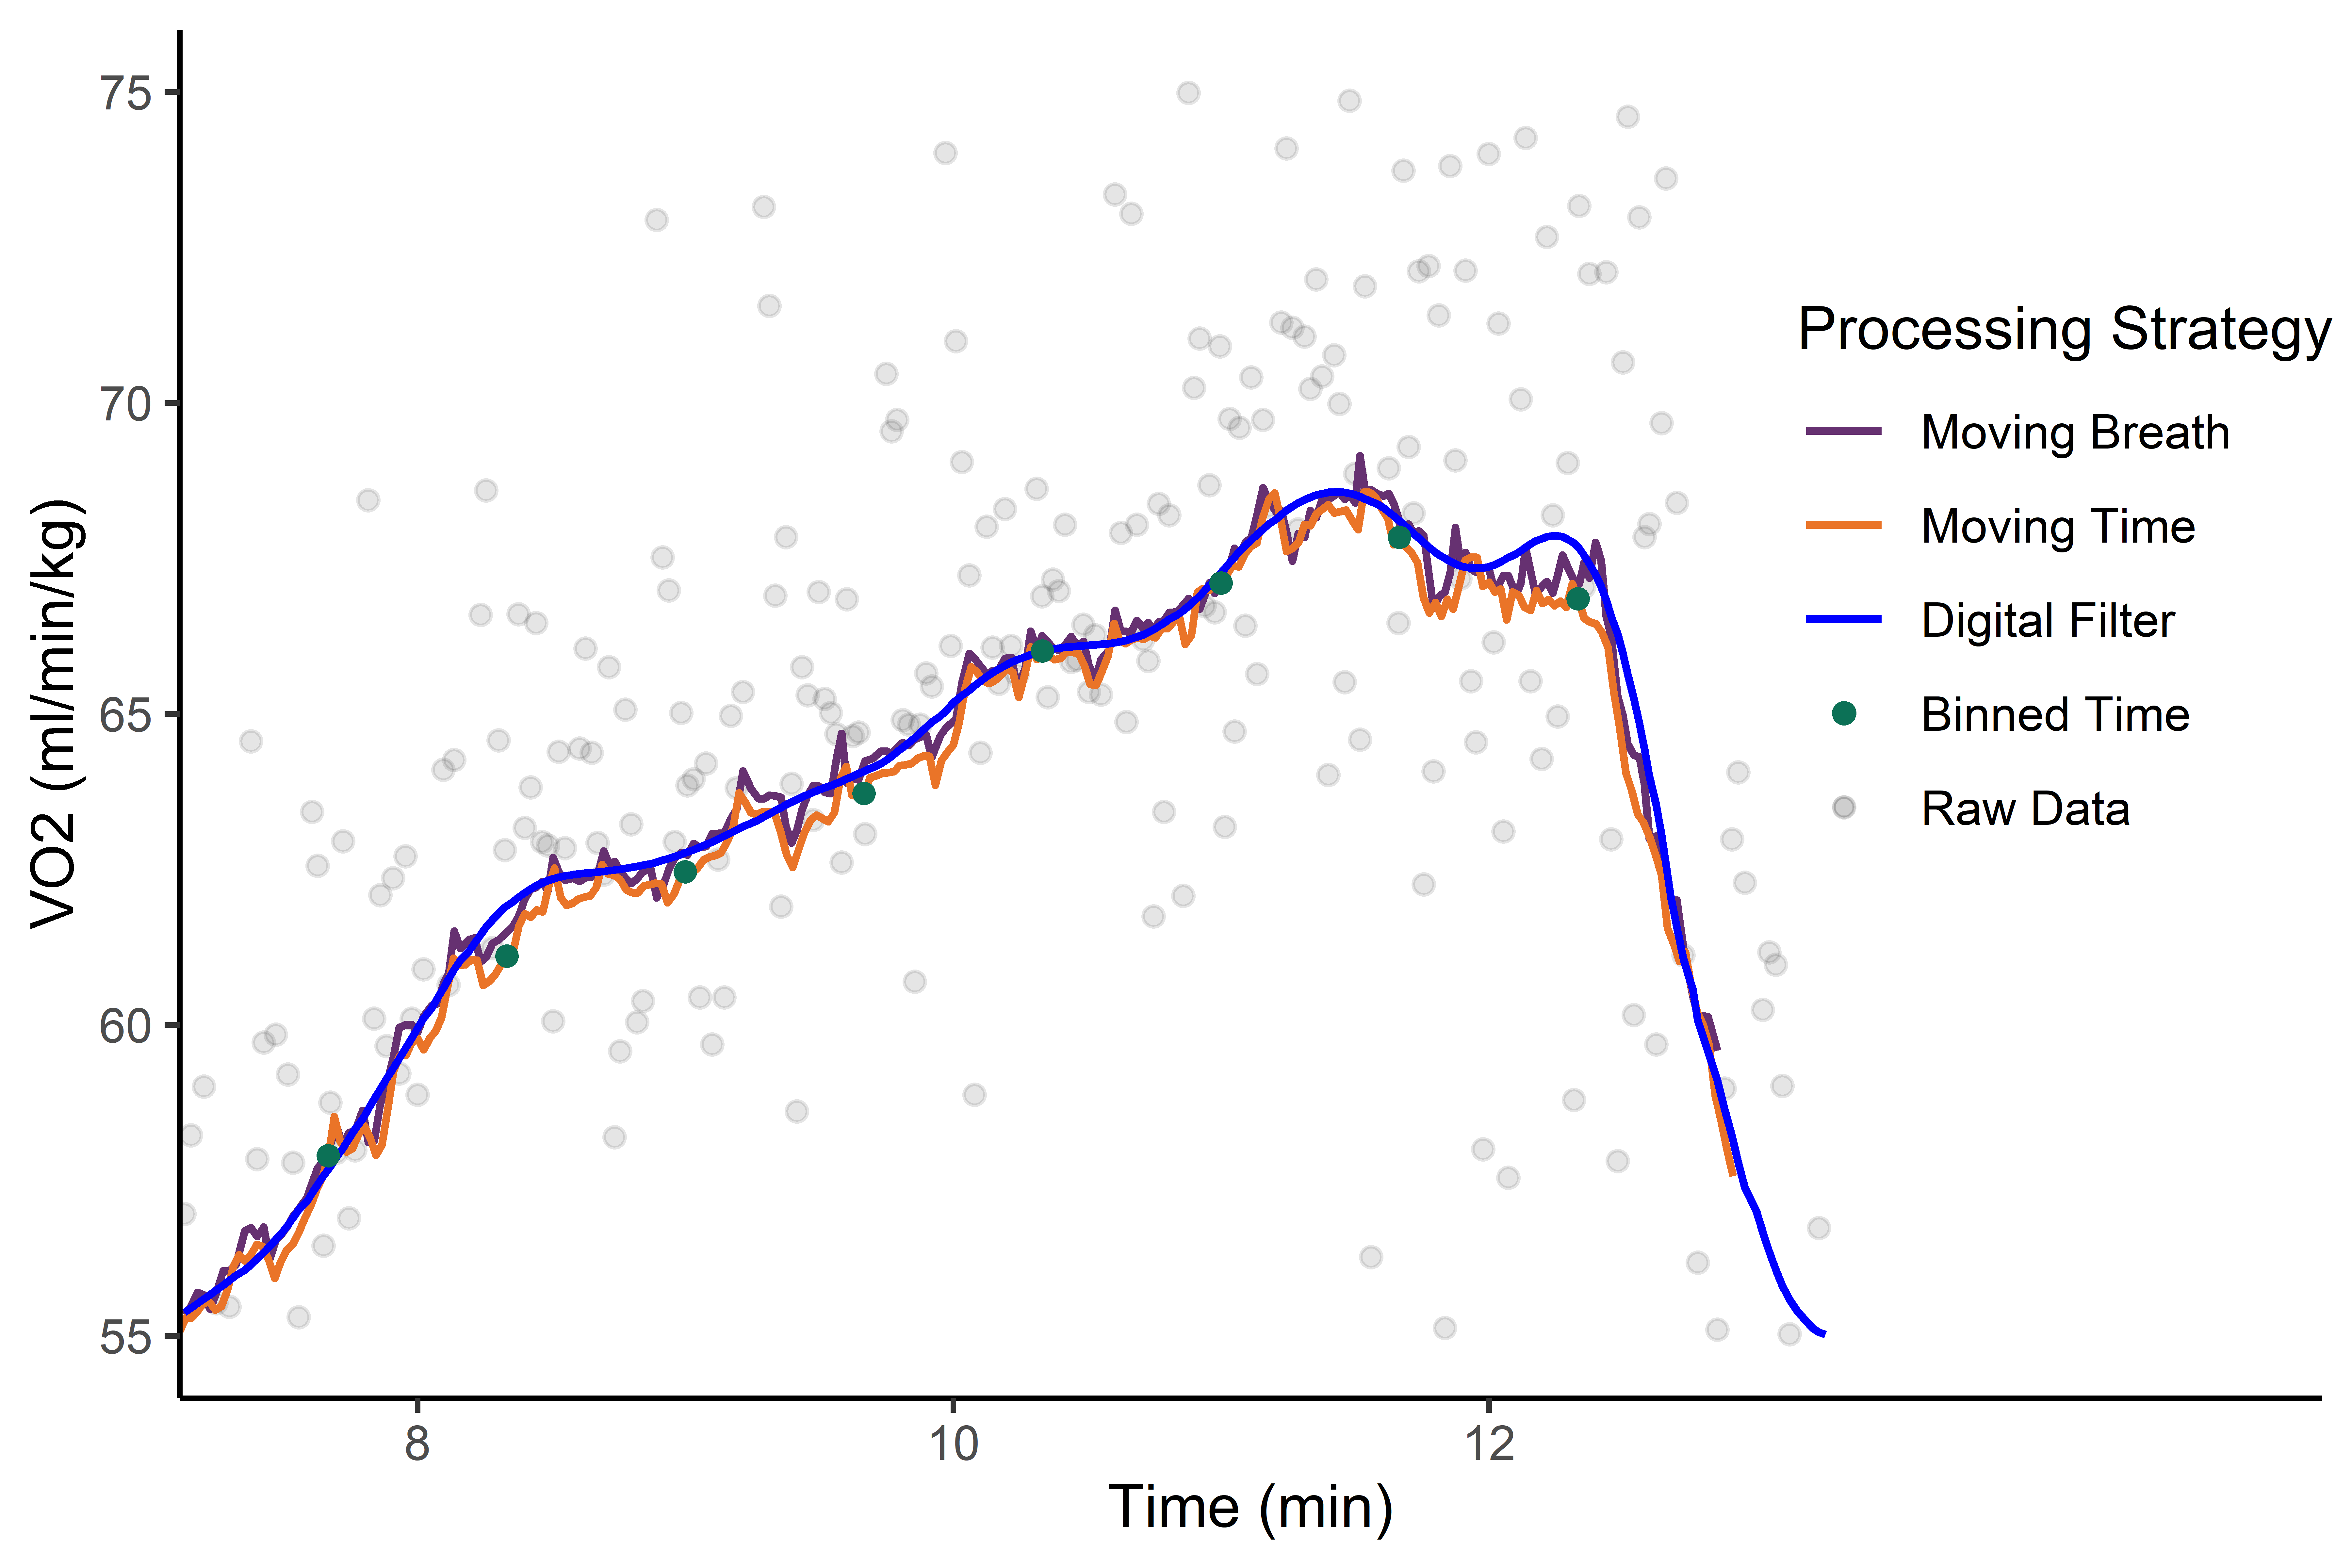 VO2 (ml/min/kg)
75
70
65
60
55
8
10
12
Time (min)
Processing Strategy
Moving Breath
Moving Time
Digital Filter
Binned Time
Raw Data